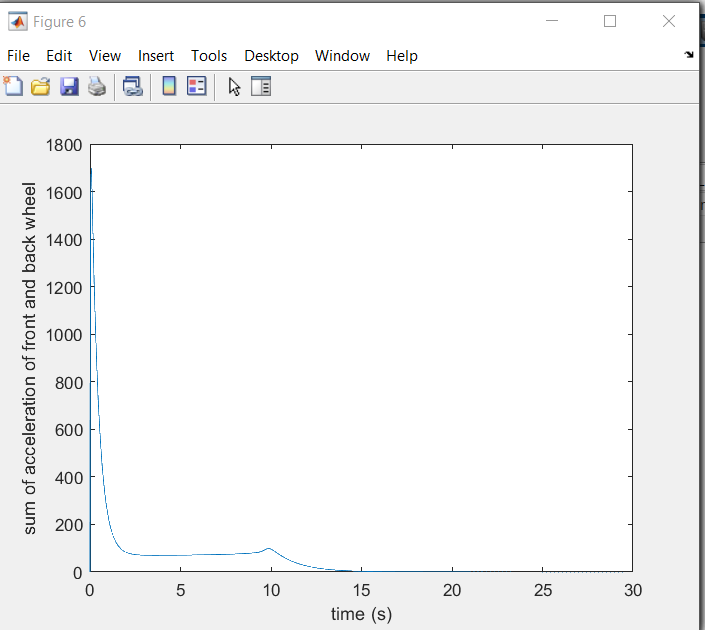 Figure 6
File Edit View Insert Tools Desktop Window Help
1800
1600
1400
1200
1000
800
600
400
200
0
sum of acceleration of front and back wheel
0 5 10 15 20 25 30
time (s)